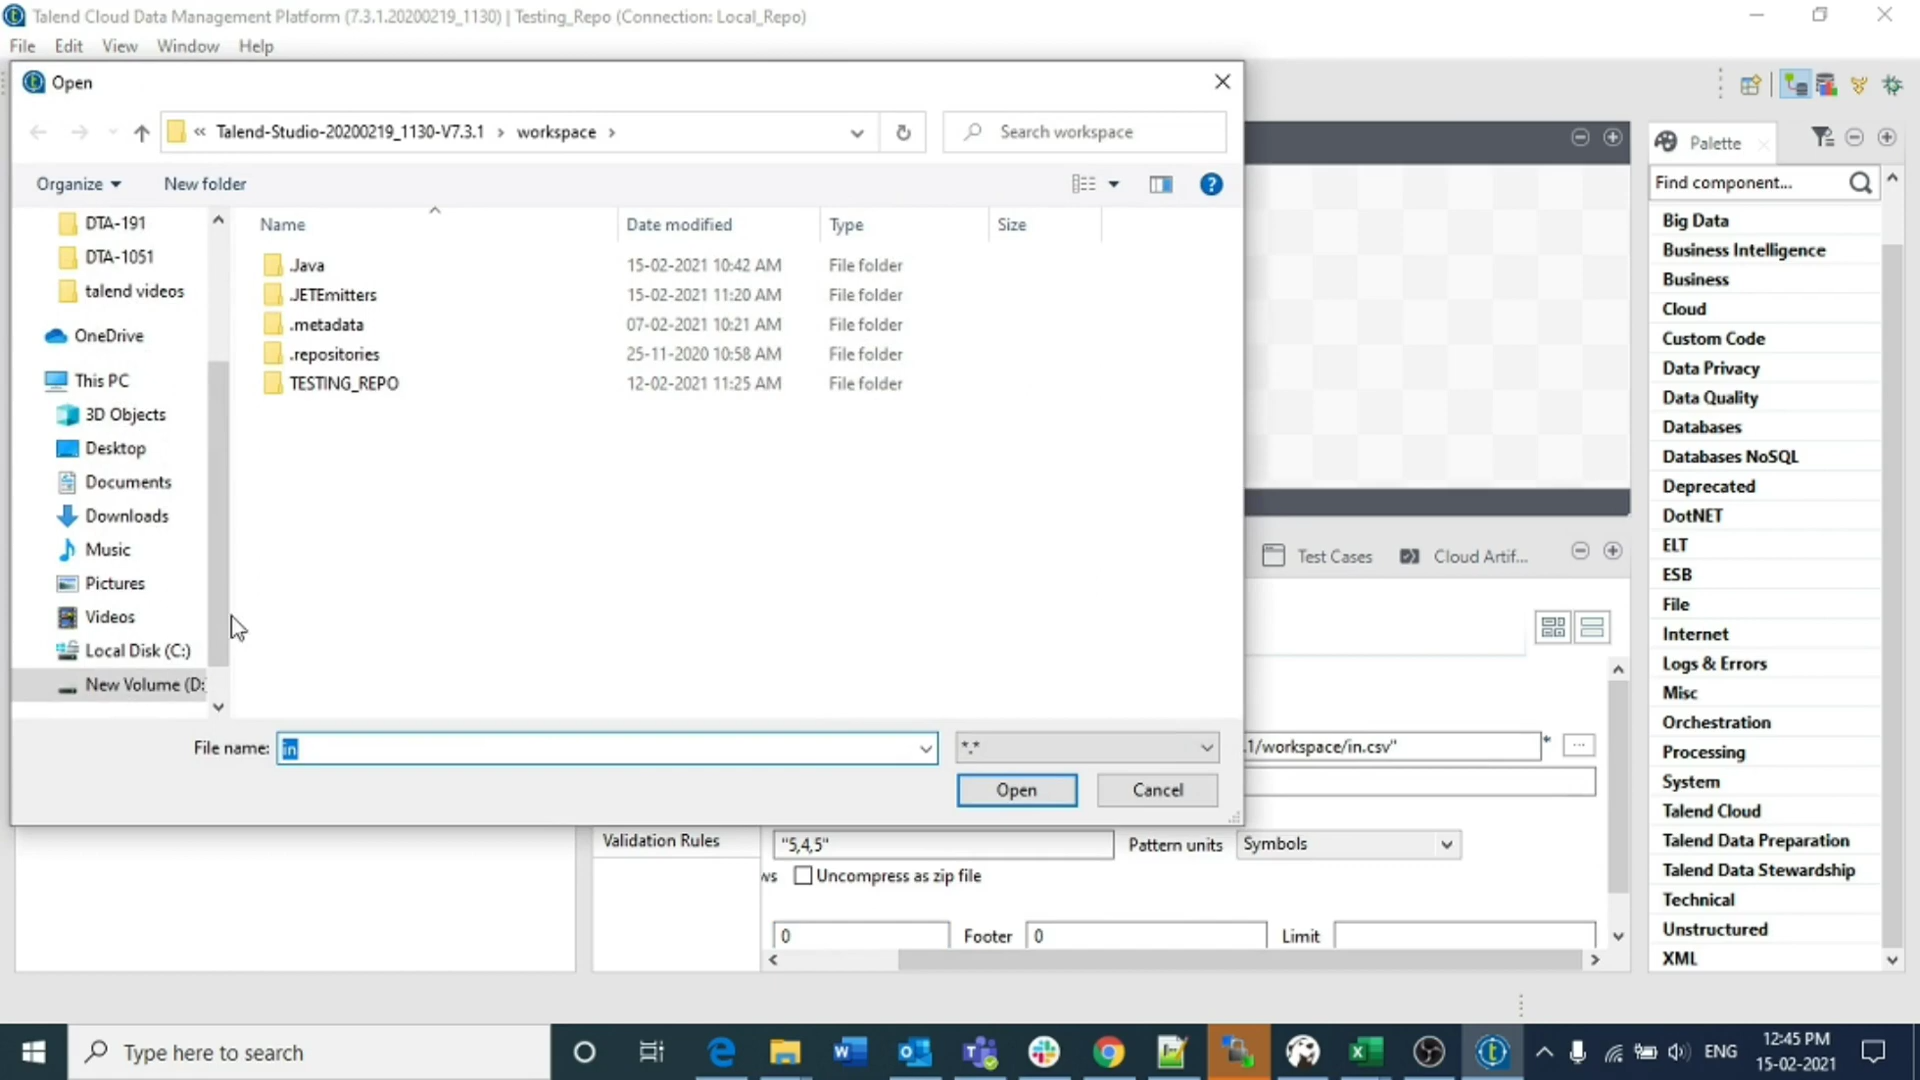 Talend Cloud Data Management Platform (7.3.1.20200219_1130) | Testing_Repo (Connection: Local_Repo)
File Edit View Window Help
Open
« Talend-Studio-20200219_1130-V7.3.1 › workspace ›
Search workspace
Organize
New folder
Name Date modified Type Size
.Java 15-02-2021 10:42 AM File folder
.JETEmitters 15-02-2021 11:20 AM File folder
.metadata 07-02-2021 10:21 AM File folder
.repositories 25-11-2020 10:58 AM File folder
TESTING_REPO 12-02-2021 11:25 AM File folder
DTA-191
DTA-1051
talend videos
OneDrive
This PC
3D Objects
Desktop
Documents
Downloads
Music
Pictures
Videos
Local Disk (C:)
New Volume (D:
File name: in
*.*
Open Cancel
Palette
Find component...
Big Data
Business Intelligence
Business
Cloud
Custom Code
Data Privacy
Data Quality
Databases
Databases NoSQL
Deprecated
DotNET
ELT
ESB
File
Internet
Logs & Errors
Misc
Orchestration
Processing
System
Talend Cloud
Talend Data Preparation
Talend Data Stewardship
Technical
Unstructured
XML
Test Cases Cloud Artif...
.1/workspace/in.csv" * ...
Validation Rules
"5,4,5" Pattern units Symbols
ws Uncompress as zip file
0 Footer 0 Limit
Type here to search
ENG
12:45 PM
15-02-2021